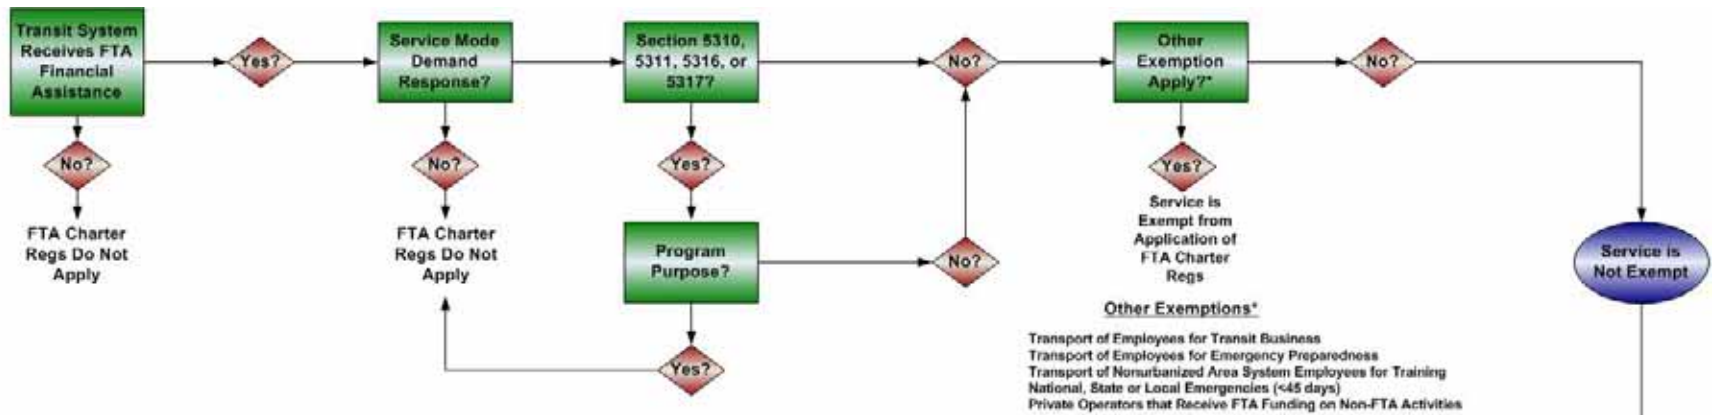 Transit System
Receives FTA
Financial
Assistance
Yes?
Service Mode
Demand
Response?
Section 5310,
5311, 5316, or
5317?
No?
Other
Exemption
Apply?*
No?
No?
No?
Yes?
Yes?
FTA Charter
Regs Do Not
Apply
FTA Charter
Regs Do Not
Apply
Program
Purpose?
No?
Service is
Exempt from
Application of
FTA Charter
Regs
Service is
Not Exempt
Yes?
Other Exemptions*
Transport of Employees for Transit Business
Transport of Employees for Emergency Preparedness
Transport of Nonurbanized Area System Employees for Training
National, State or Local Emergencies (<45 days)
Private Operators that Receive FTA Funding on Non-FTA Activities